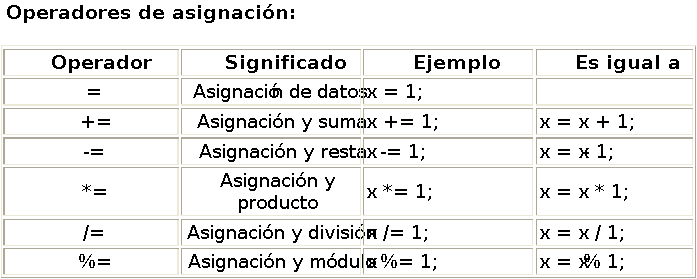 Operadores de asignación:
Operador Significado Ejemplo Es igual a
= Asignación de datos x = 1;
+= Asignación y suma x += 1; x = x + 1;
-= Asignación y resta x -= 1; x = x - 1;
*= Asignación y producto x *= 1; x = x * 1;
/= Asignación y división x /= 1; x = x / 1;
%= Asignación y módulo x %= 1; x = x % 1;